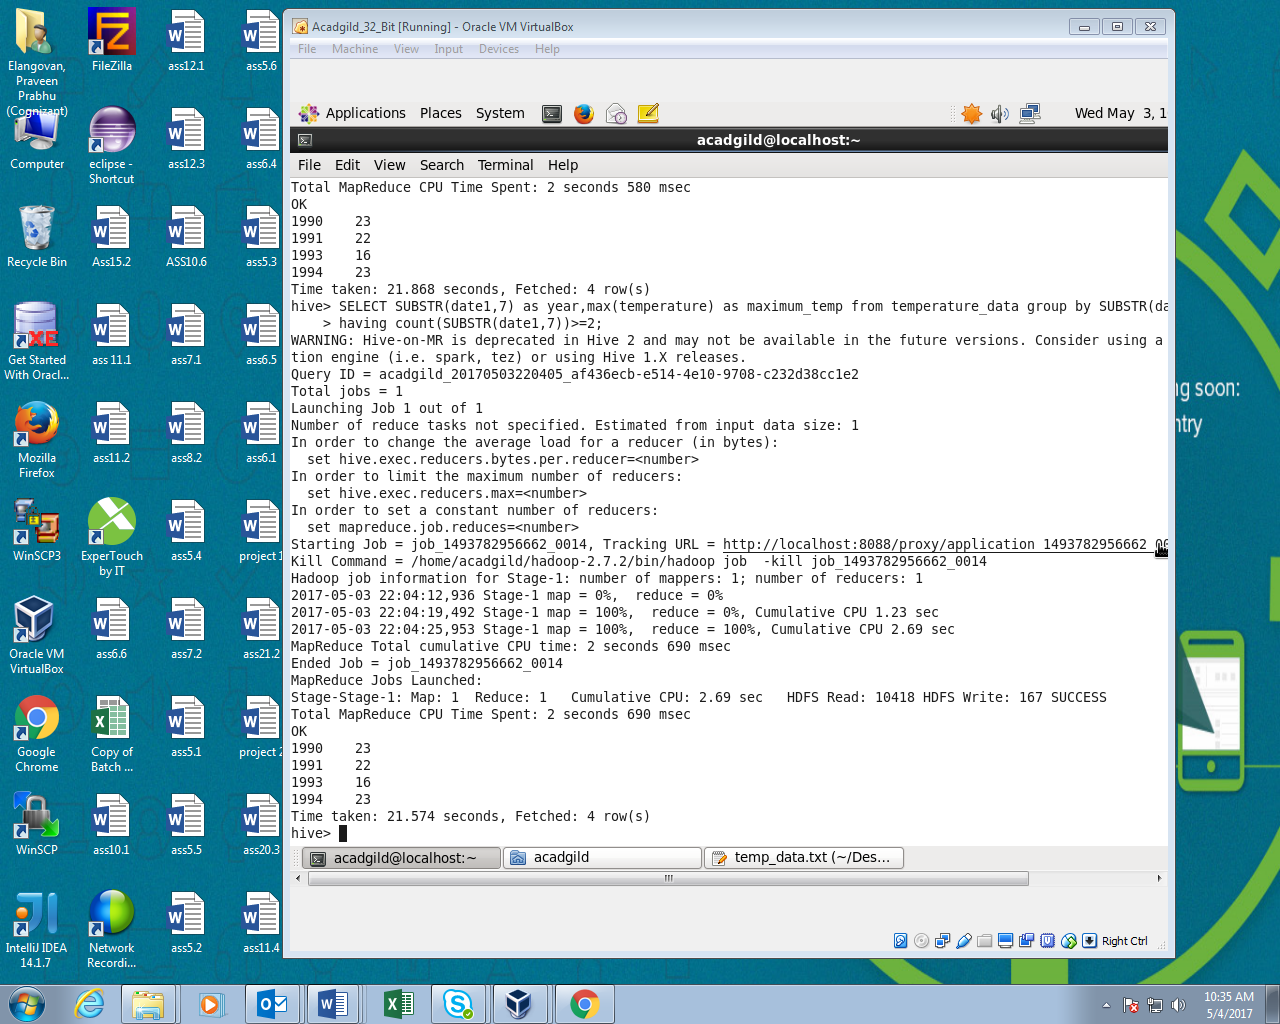 Acadgild_32_Bit [Running] - Oracle VM VirtualBox
File Machine View Input Devices Help
Applications Places System
Wed May 3, 1
acadgild@localhost:~
File Edit View Search Terminal Help
Total MapReduce CPU Time Spent: 2 seconds 580 msec
OK
1990 23
1991 22
1993 16
1994 23
Time taken: 21.868 seconds, Fetched: 4 row(s)
hive> SELECT SUBSTR(date1,7) as year,max(temperature) as maximum_temp from temperature_data group by SUBSTR(da
> having count(SUBSTR(date1,7))>=2;
WARNING: Hive-on-MR is deprecated in Hive 2 and may not be available in the future versions. Consider using a
tion engine (i.e. spark, tez) or using Hive 1.X releases.
Query ID = acadgild_20170503220405_af436ecb-e514-4e10-9708-c232d38cc1e2
Total jobs = 1
Launching Job 1 out of 1
Number of reduce tasks not specified. Estimated from input data size: 1
In order to change the average load for a reducer (in bytes):
set hive.exec.reducers.bytes.per.reducer=<number>
In order to limit the maximum number of reducers:
set hive.exec.reducers.max=<number>
In order to set a constant number of reducers:
set mapreduce.job.reduces=<number>
Starting Job = job_1493782956662_0014, Tracking URL = http://localhost:8088/proxy/application_1493782956662_00
Kill Command = /home/acadgild/hadoop-2.7.2/bin/hadoop job -kill job_1493782956662_0014
Hadoop job information for Stage-1: number of mappers: 1; number of reducers: 1
2017-05-03 22:04:12,936 Stage-1 map = 0%, reduce = 0%
2017-05-03 22:04:19,492 Stage-1 map = 100%, reduce = 0%, Cumulative CPU 1.23 sec
2017-05-03 22:04:25,953 Stage-1 map = 100%, reduce = 100%, Cumulative CPU 2.69 sec
MapReduce Total cumulative CPU time: 2 seconds 690 msec
Ended Job = job_1493782956662_0014
MapReduce Jobs Launched:
Stage-Stage-1: Map: 1 Reduce: 1 Cumulative CPU: 2.69 sec HDFS Read: 10418 HDFS Write: 167 SUCCESS
Total MapReduce CPU Time Spent: 2 seconds 690 msec
OK
1990 23
1991 22
1993 16
1994 23
Time taken: 21.574 seconds, Fetched: 4 row(s)
hive>
acadgild@localhost:~ acadgild temp_data.txt (~/Des...
Right Ctrl
Elangovan,
Praveen
Prabhu
(Cognizant)
FileZilla
ass12.1
ass5.6
Computer
eclipse -
Shortcut
ass12.3
ass6.4
Recycle Bin
Ass15.2
ASS10.6
ass5.3
Get Started
With Oracl...
ass 11.1
ass7.1
ass6.5
Mozilla
Firefox
ass11.2
ass8.2
ass6.1
WinSCP3
ExperTouch
by IT
ass5.4
project 1
Oracle VM
VirtualBox
ass6.6
ass7.2
ass21.2
Google
Chrome
Copy of
Batch ...
ass5.1
project 2
WinSCP
ass10.1
ass5.5
ass20.3
IntelliJ IDEA
14.1.7
Network
Recordi...
ass5.2
ass11.4
ng soon:
ntry
10:35 AM
5/4/2017